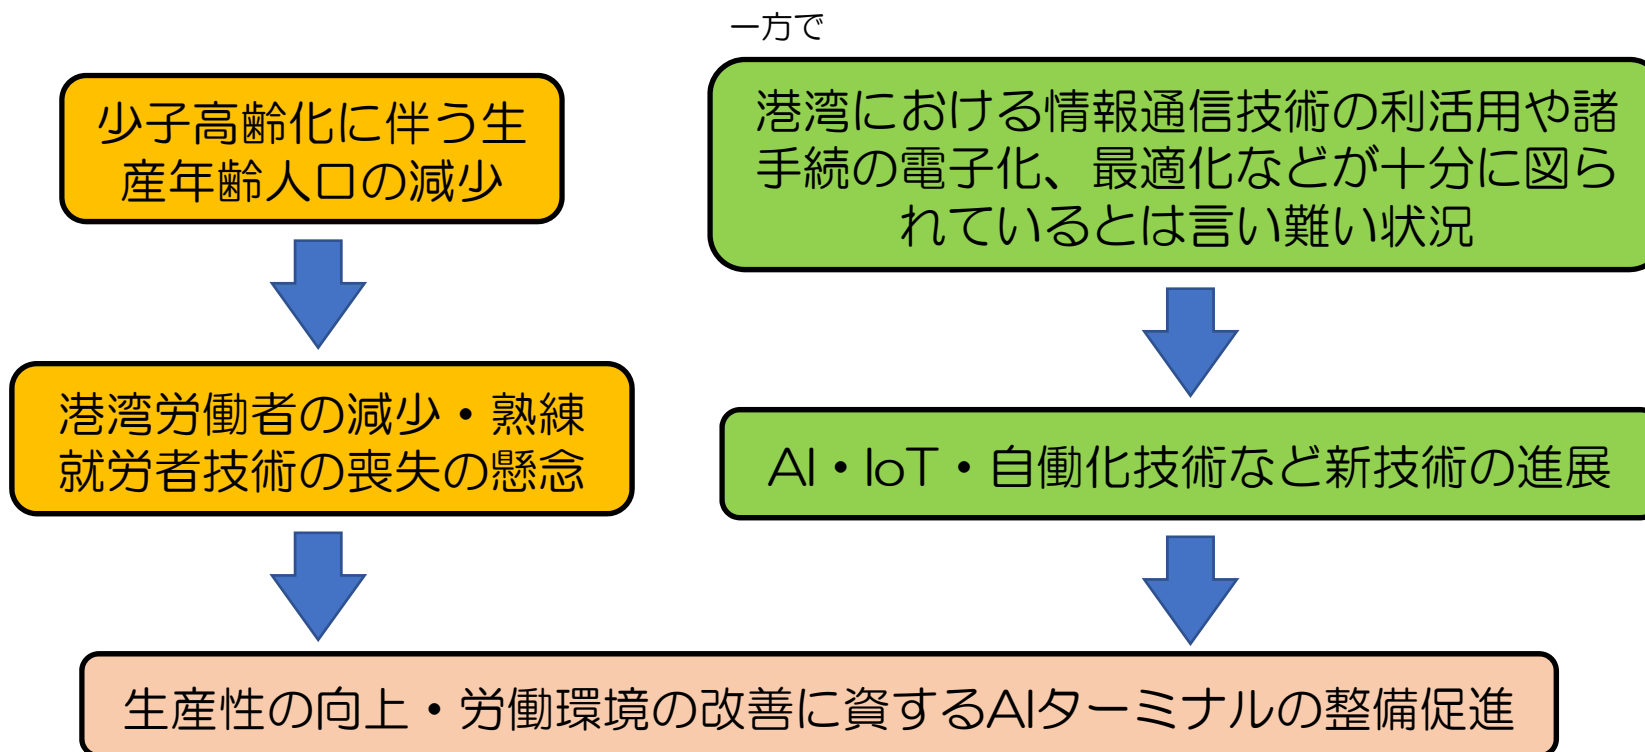 一方で
少子高齢化に伴う生
産年齢人口の減少
港湾における情報通信技術の利活用や諸
手続の電子化、最適化などが十分に図ら
れているとは言い難い状況
港湾労働者の減少・熟練
就労者技術の喪失の懸念
AI・IoT・自働化技術など新技術の進展
生産性の向上・労働環境の改善に資するAIターミナルの整備促進